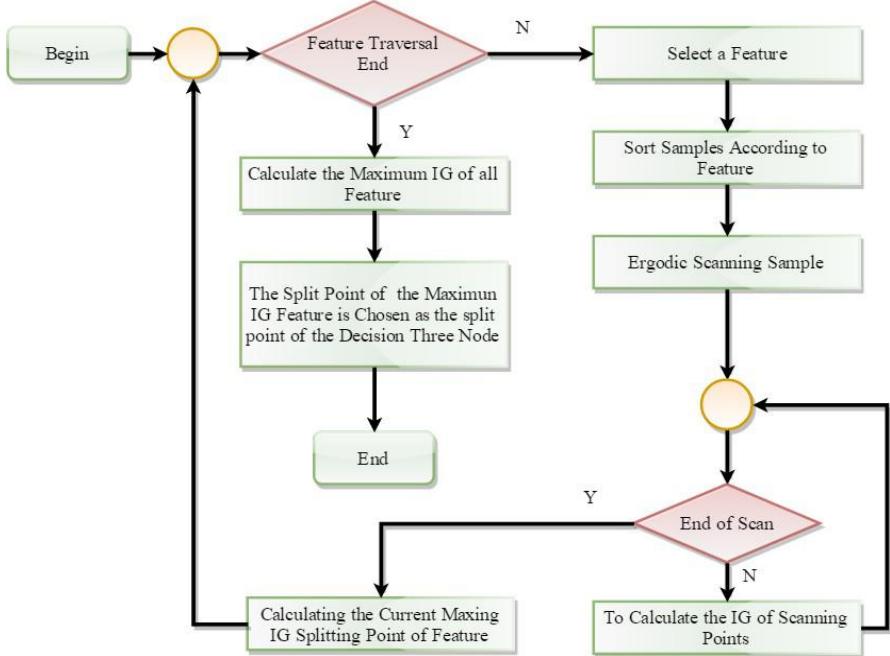 Begin
Feature Traversal
End
N
Select a Feature
Y
Sort Samples According to
Feature
Calculate the Maximum IG of all
Feature
Ergodic Scanning Sample
The Split Point of the Maximun
IG Feature is Chosen as the split
point of the Decision Three Node
End
Y
End of Scan
N
Calculating the Current Maxing
IG Splitting Point of Feature
To Calculate the IG of Scanning
Points